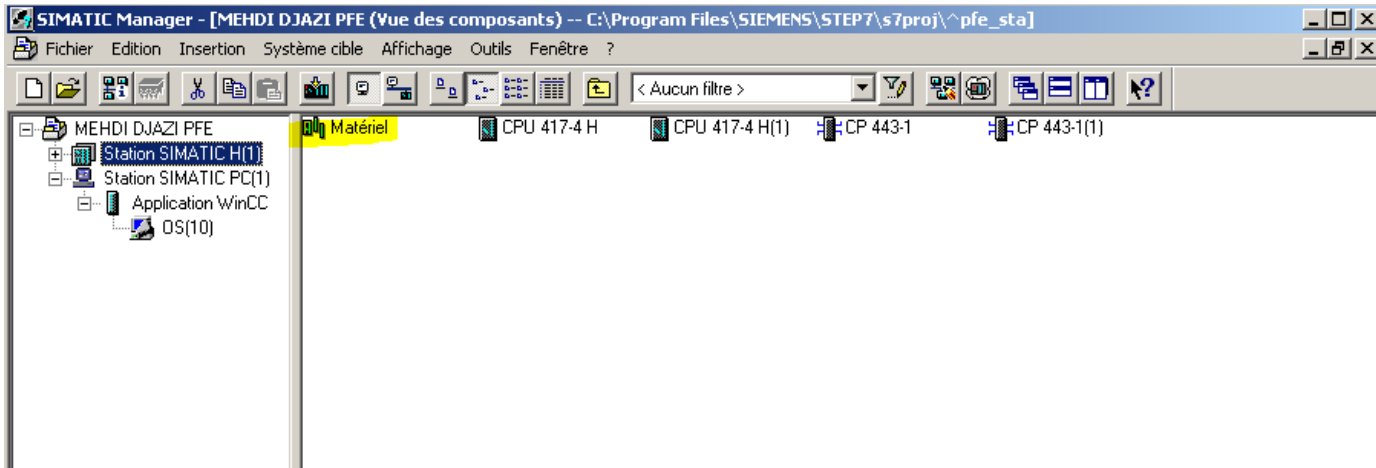 SIMATIC Manager - [MEHDI DJAZI PFE (Vue des composants) -- C:\Program Files\SIEMENS\STEP7\s7proj\^pfe_sta]
Fichier Edition Insertion Système cible Affichage Outils Fenêtre ?
< Aucun filtre >
MEHDI DJAZI PFE
Station SIMATIC H(1)
Station SIMATIC PC(1)
Application WinCC
OS(10)
Matériel CPU 417-4 H CPU 417-4 H(1) CP 443-1 CP 443-1(1)